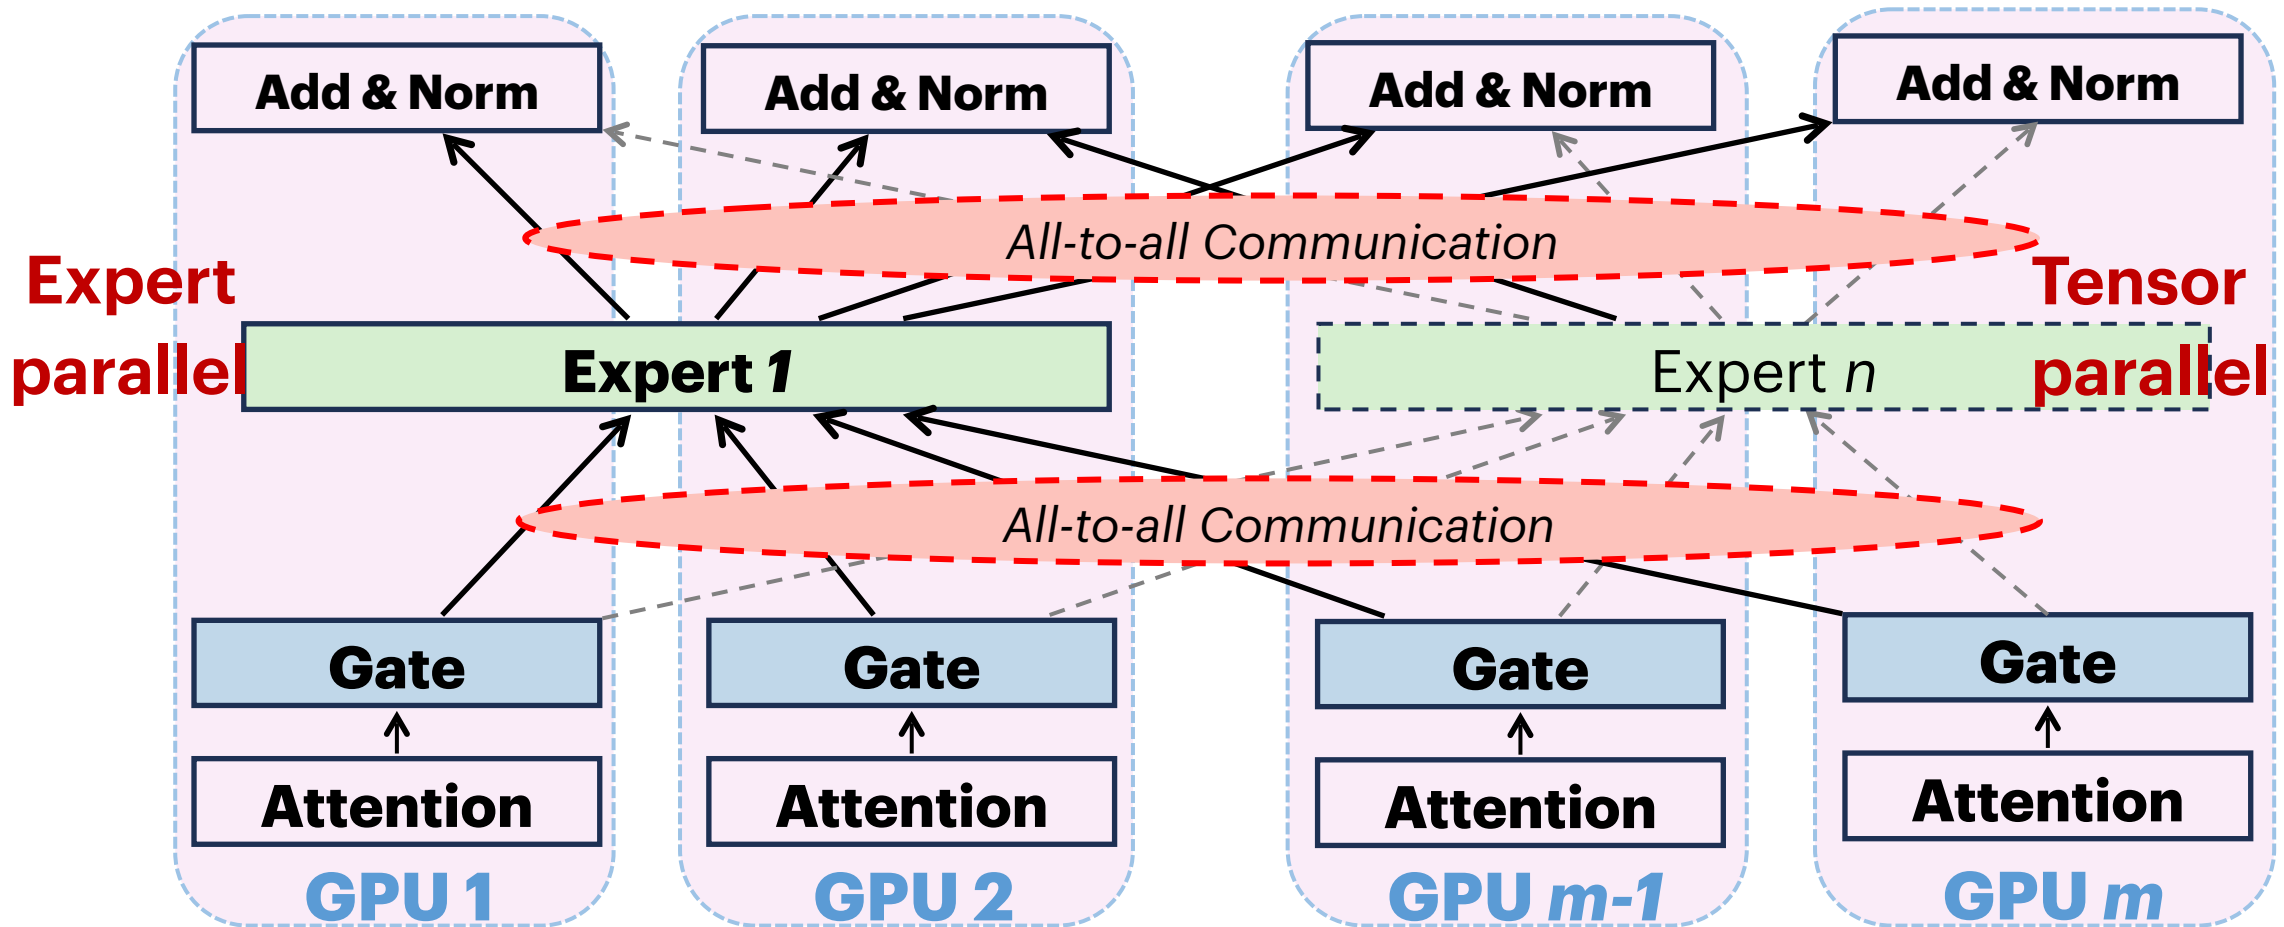 Add & Norm
Add & Norm
Add & Norm
Add & Norm
All-to-all Communication
Expert
parallel
Tensor
parallel
Expert 1
Expert n
All-to-all Communication
Gate
Gate
Gate
Gate
Attention
Attention
Attention
Attention
GPU 1
GPU 2
GPU m-1
GPU m